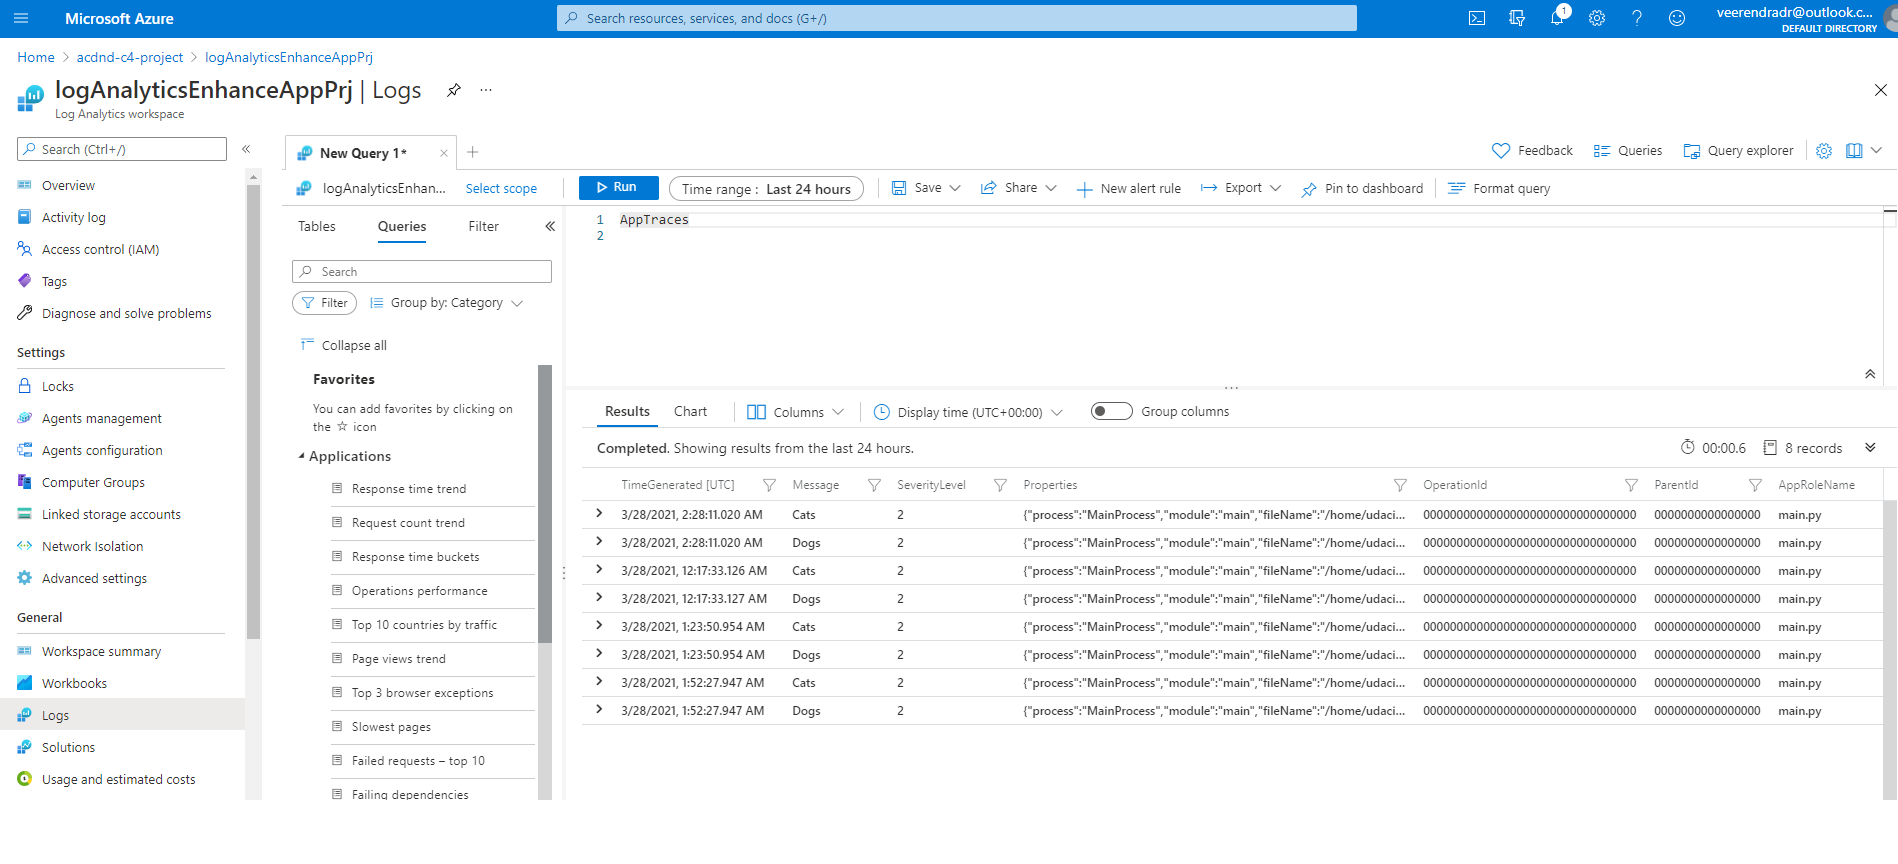 Microsoft Azure
Search resources, services, and docs (G+/)
1
veerendradr@outlook.c...
DEFAULT DIRECTORY
Home > acdnd-c4-project > logAnalyticsEnhanceAppPrj
logAnalyticsEnhanceAppPrj | Logs
Log Analytics workspace
Search (Ctrl+/)
Overview
Activity log
Access control (IAM)
Tags
Diagnose and solve problems
Settings
Locks
Agents management
Agents configuration
Computer Groups
Linked storage accounts
Network Isolation
Advanced settings
General
Workspace summary
Workbooks
Logs
Solutions
Usage and estimated costs
New Query 1*
Feedback Queries Query explorer
logAnalyticsEnhan... Select scope
Run Time range : Last 24 hours Save Share New alert rule Export Pin to dashboard Format query
Tables Queries Filter
Search
Filter Group by: Category
Collapse all
Favorites
You can add favorites by clicking on
the ☆ icon
Applications
Response time trend
Request count trend
Response time buckets
Operations performance
Top 10 countries by traffic
Page views trend
Top 3 browser exceptions
Slowest pages
Failed requests – top 10
Failing dependencies
1 AppTraces
2
Results Chart Columns Display time (UTC+00:00) Group columns
Completed. Showing results from the last 24 hours. 00:00.6 8 records
TimeGenerated [UTC] Message SeverityLevel Properties OperationId ParentId AppRoleName
3/28/2021, 2:28:11.020 AM Cats 2 {"process":"MainProcess","module":"main","fileName":"/home/udaci... 00000000000000000000000000000000 0000000000000000 main.py
3/28/2021, 2:28:11.020 AM Dogs 2 {"process":"MainProcess","module":"main","fileName":"/home/udaci... 00000000000000000000000000000000 0000000000000000 main.py
3/28/2021, 12:17:33.126 AM Cats 2 {"process":"MainProcess","module":"main","fileName":"/home/udaci... 00000000000000000000000000000000 0000000000000000 main.py
3/28/2021, 12:17:33.127 AM Dogs 2 {"process":"MainProcess","module":"main","fileName":"/home/udaci... 00000000000000000000000000000000 0000000000000000 main.py
3/28/2021, 1:23:50.954 AM Cats 2 {"process":"MainProcess","module":"main","fileName":"/home/udaci... 00000000000000000000000000000000 0000000000000000 main.py
3/28/2021, 1:23:50.954 AM Dogs 2 {"process":"MainProcess","module":"main","fileName":"/home/udaci... 00000000000000000000000000000000 0000000000000000 main.py
3/28/2021, 1:52:27.947 AM Cats 2 {"process":"MainProcess","module":"main","fileName":"/home/udaci... 00000000000000000000000000000000 0000000000000000 main.py
3/28/2021, 1:52:27.947 AM Dogs 2 {"process":"MainProcess","module":"main","fileName":"/home/udaci... 00000000000000000000000000000000 0000000000000000 main.py